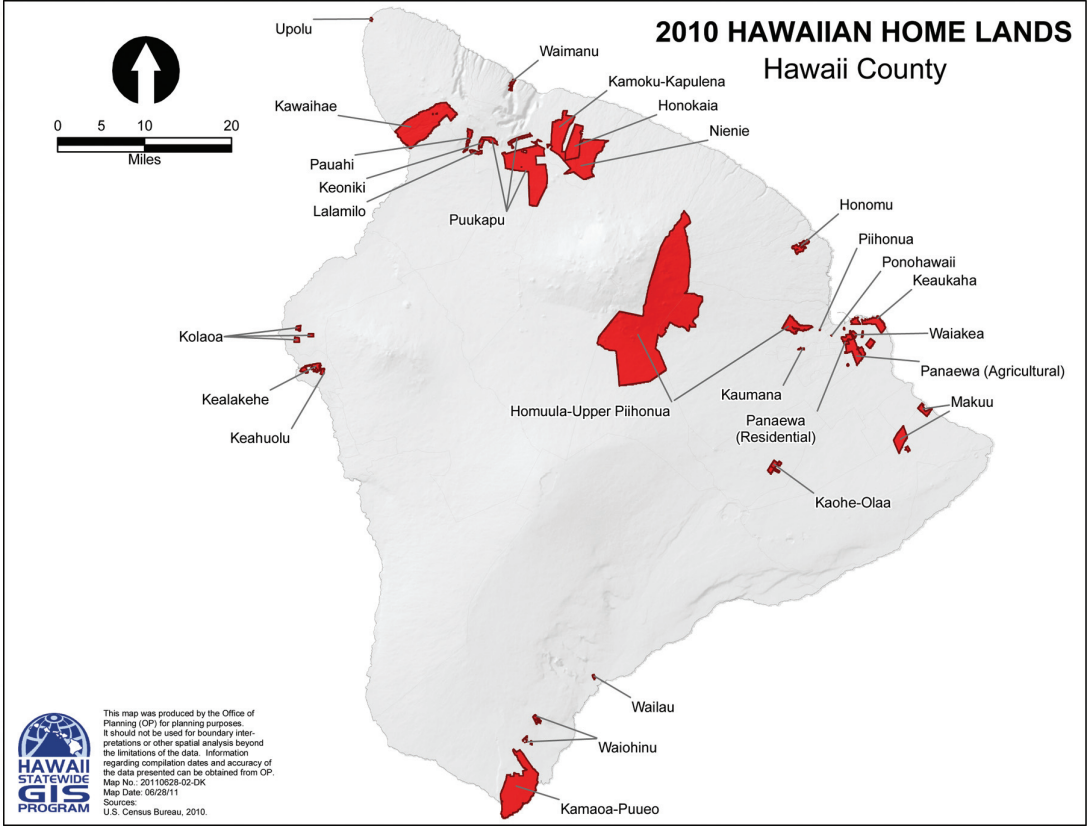 2010 HAWAIIAN HOME LANDS
Hawaii County
Upolu
Waimanu
Kamoku-Kapulena
Kawaihae
Honokaia
Nienie
0 5 10 20
Miles
Pauahi
Keoniki
Lalamilo
Puukapu
Honomu
Piihonua
Ponohawaii
Keaukaha
Kolaoa
Waiakea
Panaewa (Agricultural)
Kealakehe
Kaumana
Makuu
Homuula-Upper Piihonua
Panaewa
(Residential)
Keahuolu
Kaohe-Olaa
Wailau
Waiohinu
Kamaoa-Puueo
HAWAII
STATEWIDE
GIS
PROGRAM
This map was produced by the Office of
Planning (OP) for planning purposes.
It should not be used for boundary inter-
pretations or other spatial analysis beyond
the limitations of the data. Information
regarding compilation dates and accuracy of
the data presented can be obtained from OP.
Map No.: 20110628-02-DK
Map Date: 06/28/11
Sources:
U.S. Census Bureau, 2010.